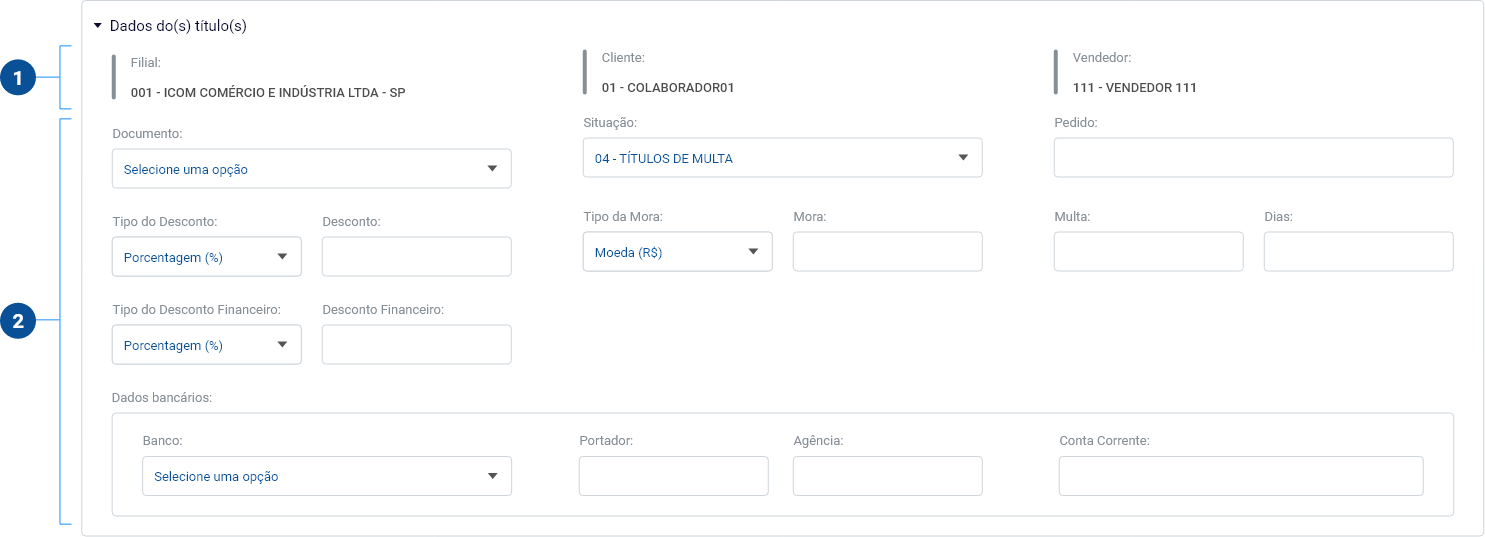 Dados do(s) título(s)
1
Filial:
001 - ICOM COMÉRCIO E INDÚSTRIA LTDA - SP
Cliente:
01 - COLABORADOR01
Vendedor:
111 - VENDEDOR 111
2
Documento:
Selecione uma opção
Situação:
04 - TÍTULOS DE MULTA
Pedido:
Tipo do Desconto:
Porcentagem (%)
Desconto:
Tipo da Mora:
Moeda (R$)
Mora:
Multa:
Dias:
Tipo do Desconto Financeiro:
Porcentagem (%)
Desconto Financeiro:
Dados bancários:
Banco:
Selecione uma opção
Portador:
Agência:
Conta Corrente: